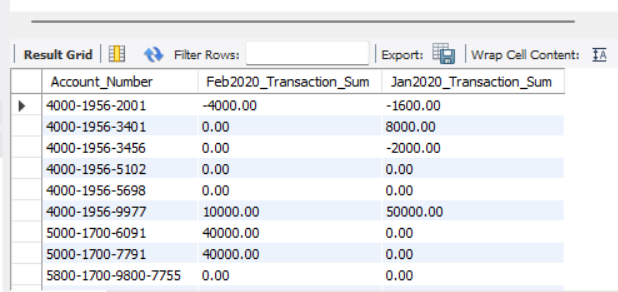 Result Grid Filter Rows: Export: Wrap Cell Content: IA
Account_Number Feb2020_Transaction_Sum Jan2020_Transaction_Sum
4000-1956-2001 -4000.00 -1600.00
4000-1956-3401 0.00 8000.00
4000-1956-3456 0.00 -2000.00
4000-1956-5102 0.00 0.00
4000-1956-5698 0.00 0.00
4000-1956-9977 10000.00 50000.00
5000-1700-6091 40000.00 0.00
5000-1700-7791 40000.00 0.00
5800-1700-9800-7755 0.00 0.00